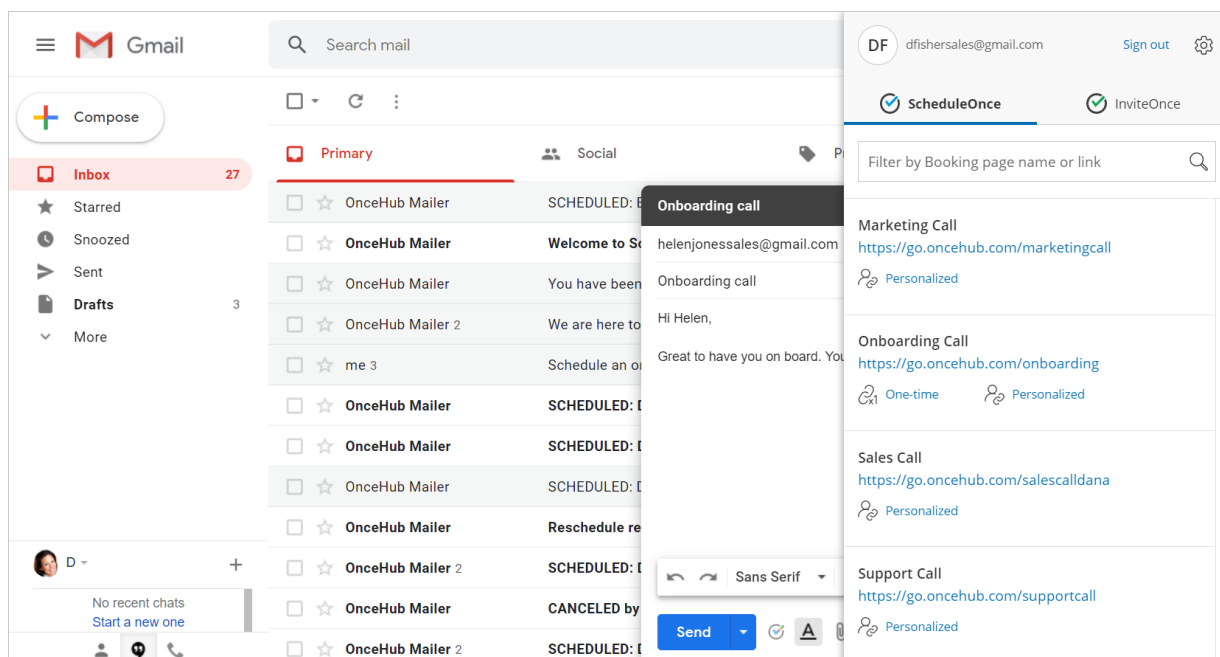 Gmail
Search mail
Compose
Inbox 27
Starred
Snoozed
Sent
Drafts 3
More
D
No recent chats
Start a new one
Primary
Social
OnceHub Mailer SCHEDULED:
OnceHub Mailer Welcome to
OnceHub Mailer You have been
OnceHub Mailer 2 We are here to
me 3 Schedule an
OnceHub Mailer SCHEDULED:
OnceHub Mailer SCHEDULED:
OnceHub Mailer SCHEDULED:
OnceHub Mailer Reschedule
OnceHub Mailer 2 SCHEDULED:
OnceHub Mailer CANCELED by
OnceHub Mailer 2 SCHEDULED:
Onboarding call
helenjonessales@gmail.com
Onboarding call
Hi Helen,
Great to have you on board.
Sans Serif
Send
A
DF dfishersales@gmail.com Sign out
ScheduleOnce InviteOnce
Filter by Booking page name or link
Marketing Call
https://go.oncehub.com/marketingcall
Personalized
Onboarding Call
https://go.oncehub.com/onboarding
x1 One-time Personalized
Sales Call
https://go.oncehub.com/salescalldana
Personalized
Support Call
https://go.oncehub.com/supportcall
Personalized